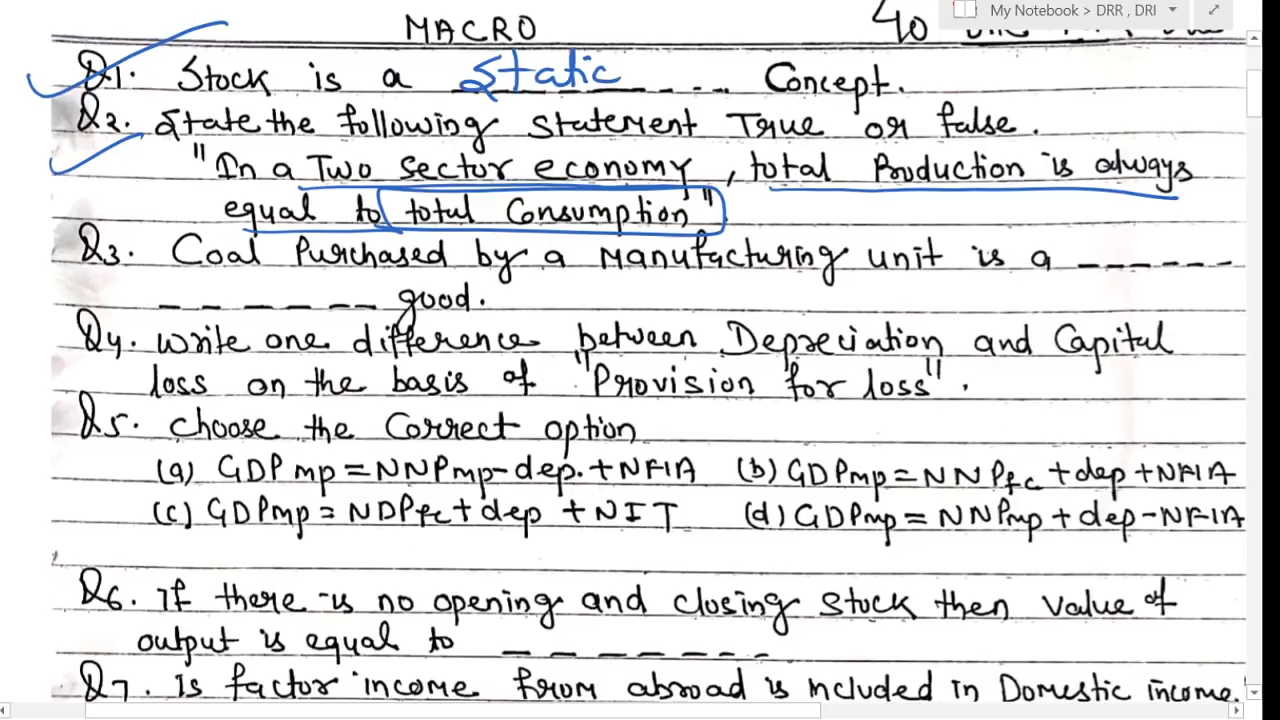 My Notebook > DRR , DRI
MACRO 40
Q1. Stock is a Static Concept.
Q2. State the following statement True or false.
"In a Two sector economy, total Production is always
equal to total Consumption"
Q3. Coal Purchased by a manufacturing unit is a ------
------- good.
Q4. Write one difference between Depreciation and Capital
loss on the basis of "Provision for loss".
Q5. choose the Correct option
(a) GDPmp = NNPmp - dep. + NFIA (b) GDPmp = NNPfc + dep + NFIA
(c) GDPmp = NDPfc + dep + NIT (d) GDPmp = NNPmp + dep - NFIA
Q6. If there is no opening and closing stock then value of
output is equal to -------
Q7. Is factor income from abroad is included in Domestic income.